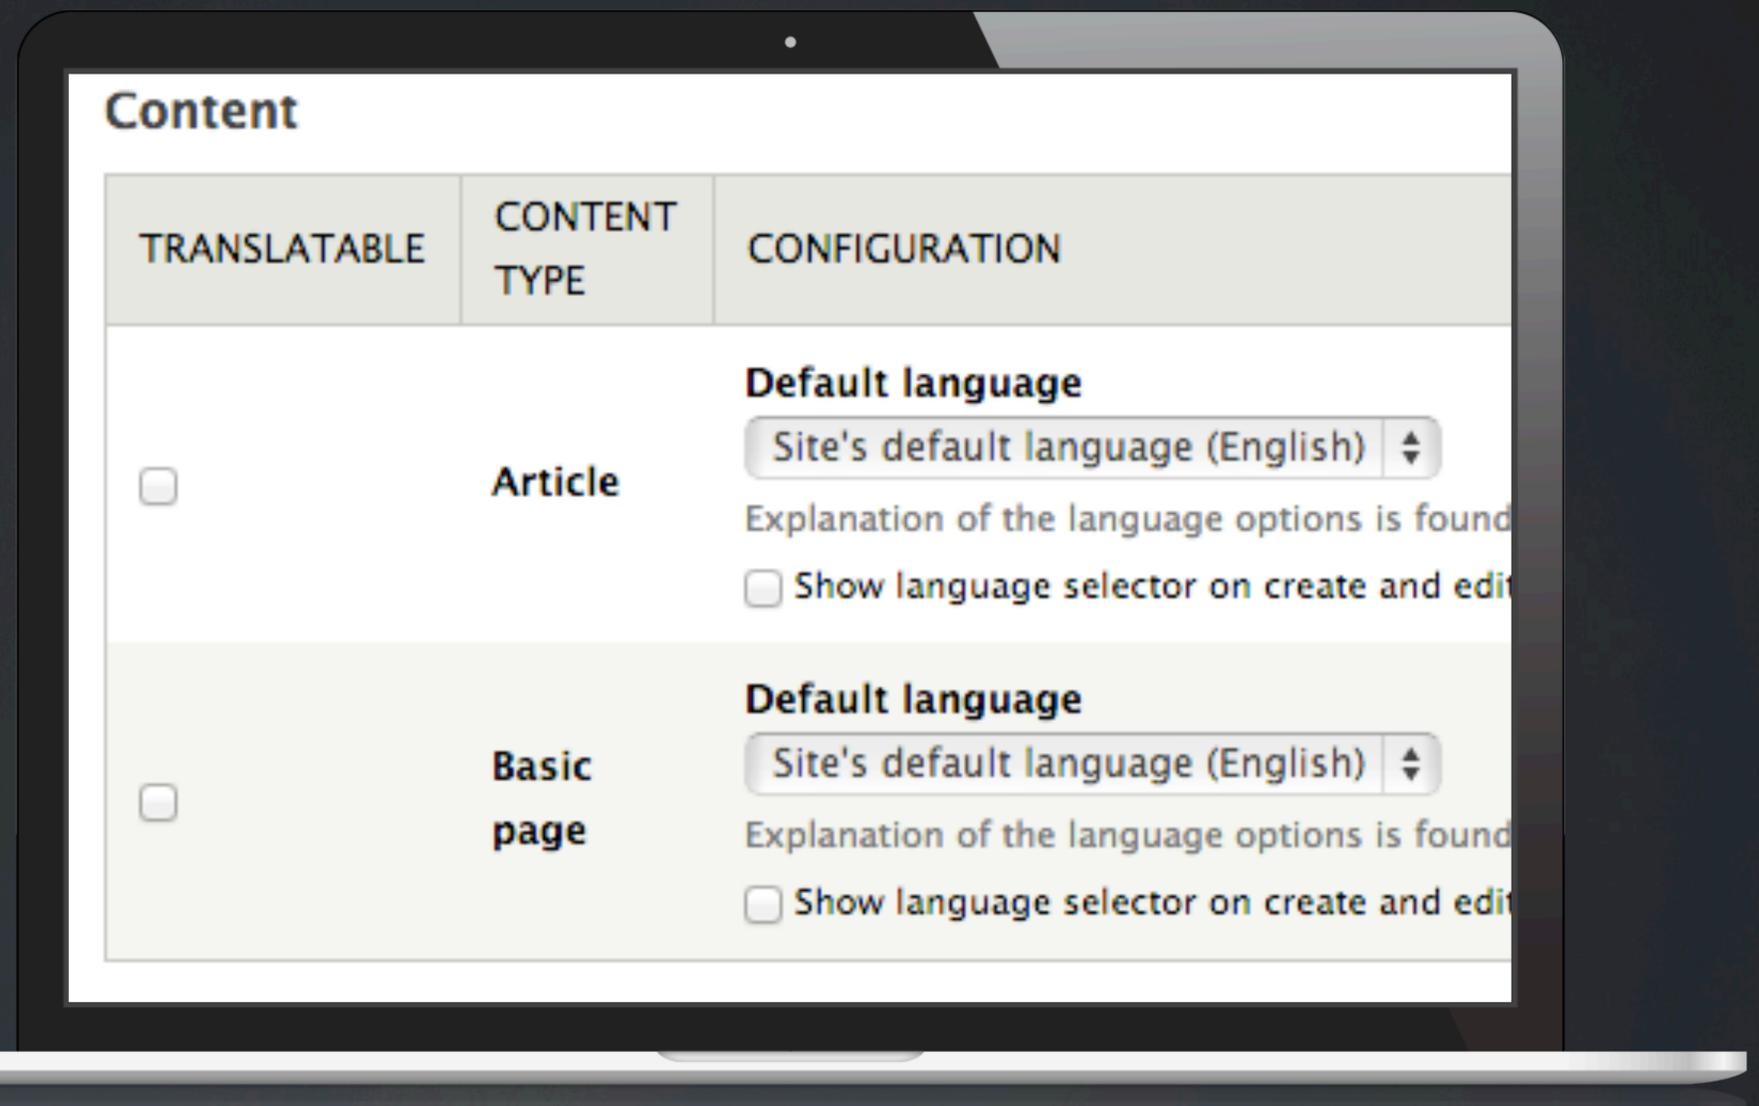 Content
TRANSLATABLE
CONTENT
TYPE
CONFIGURATION
Default language
Site's default language (English)
Article
Explanation of the language options is found
Show language selector on create and edit
Default language
Site's default language (English)
Basic
page
Explanation of the language options is found
Show language selector on create and edit